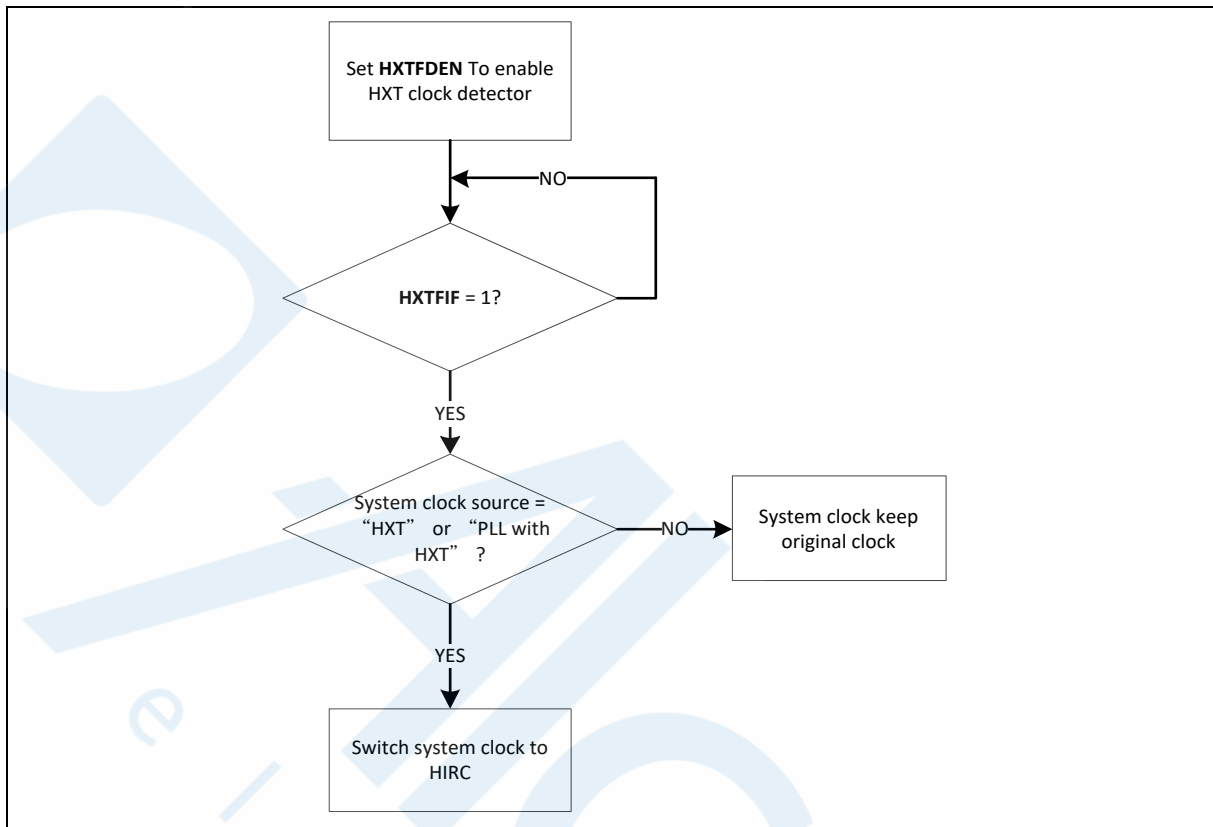 Set HXTFDEN To enable
HXT clock detector
NO
HXTFIF = 1?
YES
System clock source =
“HXT” or “PLL with
HXT” ?
NO
System clock keep
original clock
YES
Switch system clock to
HIRC